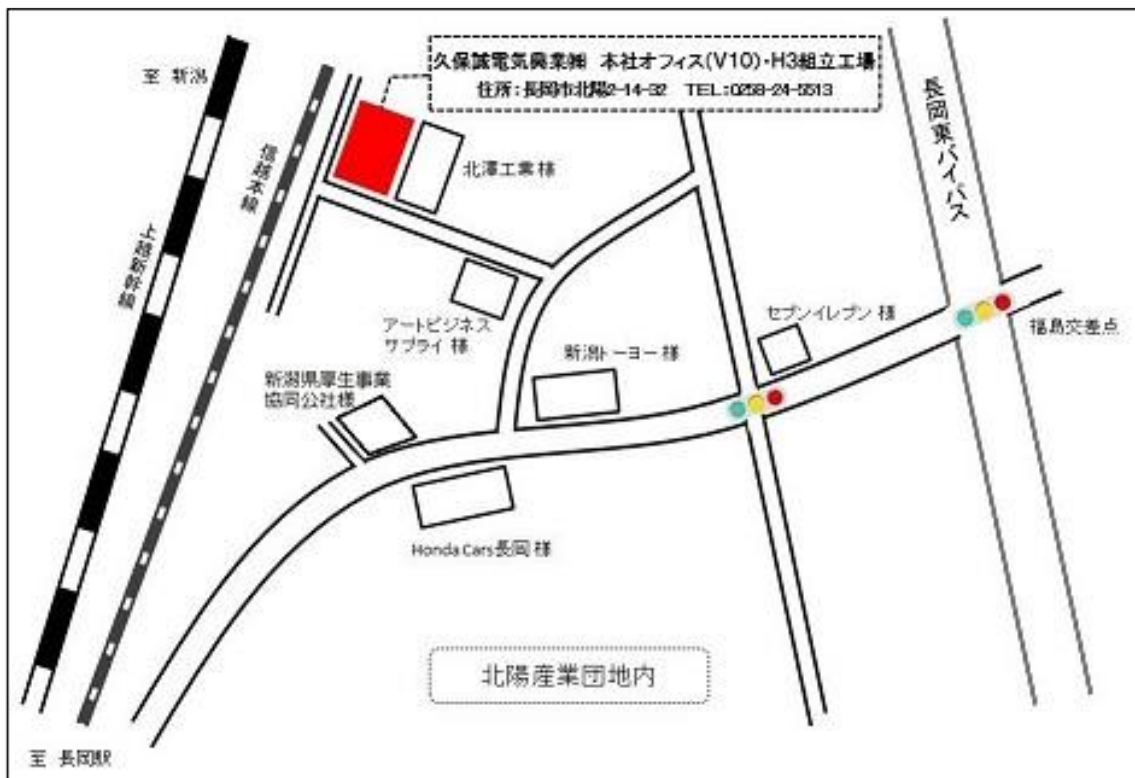 久保誠電気興業㈱ 本社オフィス(V10)・H3組立工場
住所:長岡市北陽2-14-32 TEL:0258-24-5513
至 新潟
信越本線
上越新幹線
北澤工業 様
長岡東バイパス
アートビジネス
サプライ 様
セブンイレブン 様
福島交差点
新潟トーヨー 様
新潟県厚生事業
協同公社様
Honda Cars長岡 様
北陽産業団地内
至 長岡駅